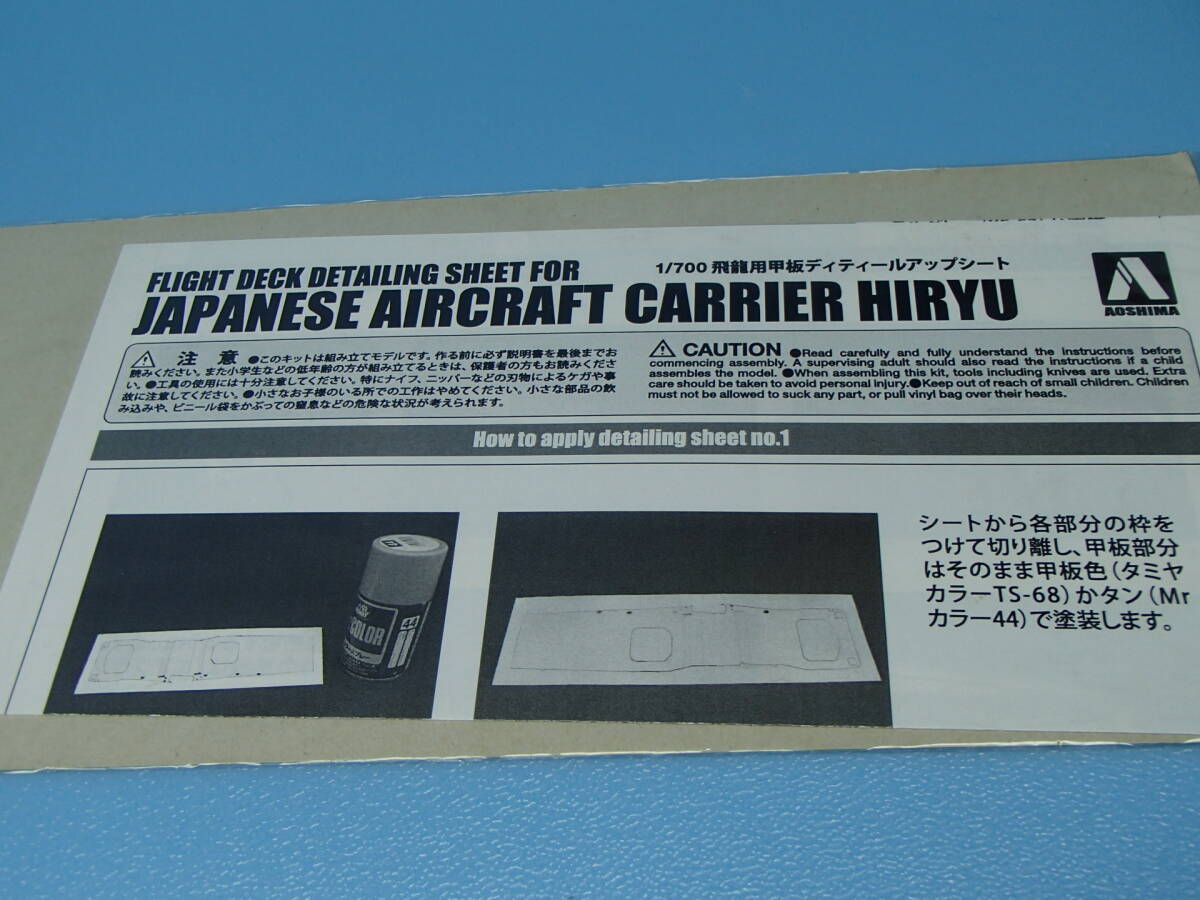 FLIGHT DECK DETAILING SHEET FOR
1/700 飛龍用甲板ディティールアップシート
JAPANESE AIRCRAFT CARRIER HIRYU
AOSHIMA
注 意 ●このキットは組み立てモデルです。作る前に必ず説明書を最後までお
読みください。また小学生などの低年齢の方が組み立てるときは、保護者の方もお読みくださ
い。●工具の使用には十分注意してください。特にナイフ、ニッパーなどの刃物によるケガや事
故に注意してください。●小さなお子様のいる所での工作はやめてください。小さな部品の飲
み込みや、ビニール袋をかぶっての窒息などの危険な状況が考えられます。
CAUTION ●Read carefully and fully understand the instructions before
commencing assembly. A supervising adult should also read the instructions if a child
assembles the model. ●When assembling this kit, tools including knives are used. Extra
care should be taken to avoid personal injury. ●Keep out of reach of small children. Children
must not be allowed to suck any part, or pull vinyl bag over their heads.
How to apply detailing sheet no.1
COLOR
44
シートから各部分の枠を
つけて切り離し、甲板部分
はそのまま甲板色(タミヤ
カラーTS-68)かタン(Mr
カラー44)で塗装します。